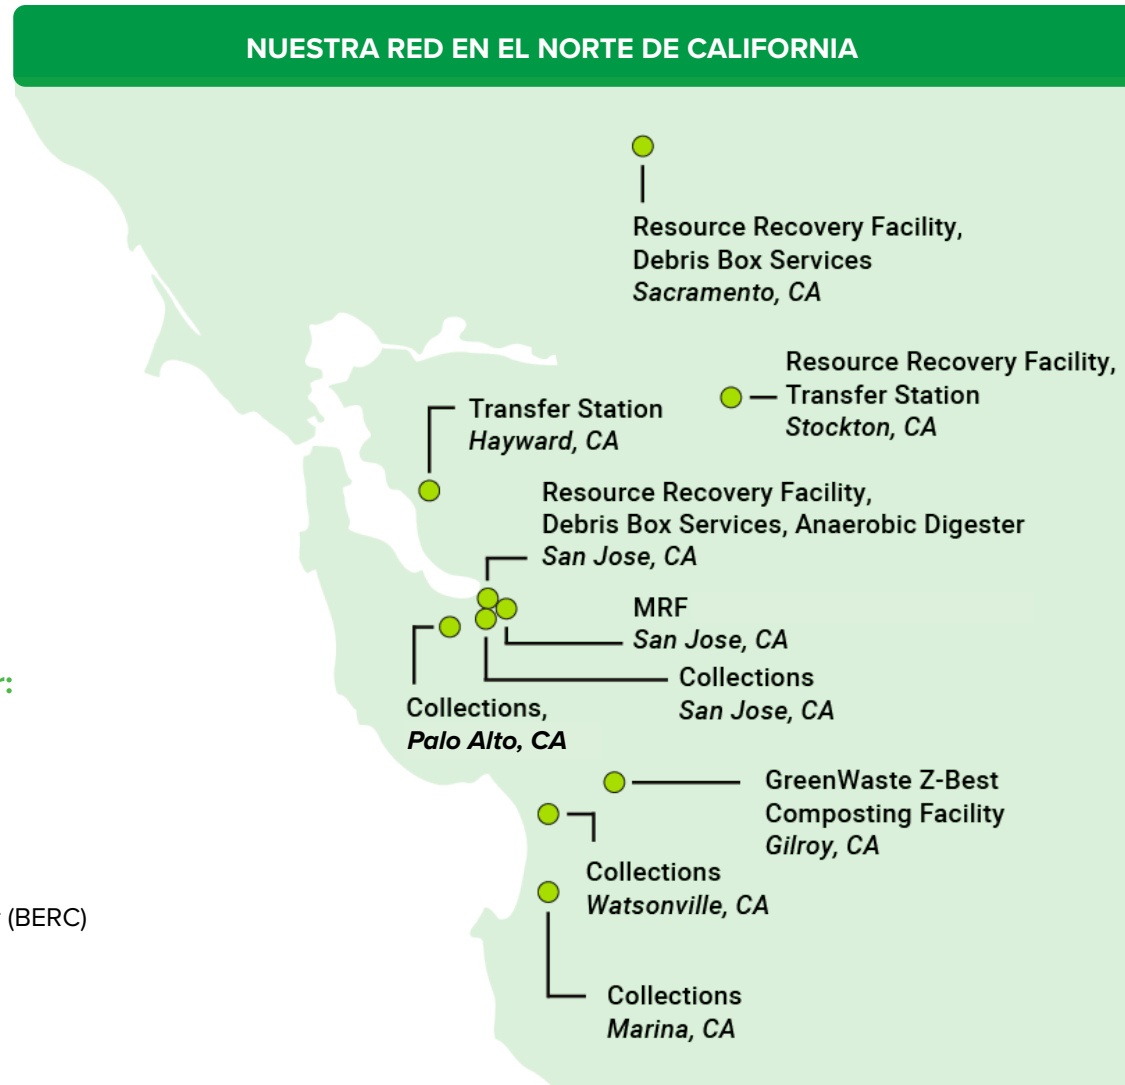 NUESTRA RED EN EL NORTE DE CALIFORNIA
Resource Recovery Facility,
Debris Box Services
Sacramento, CA
Resource Recovery Facility,
Transfer Station
Stockton, CA
Transfer Station
Hayward, CA
Resource Recovery Facility,
Debris Box Services, Anaerobic Digester
San Jose, CA
MRF
San Jose, CA
Collections
San Jose, CA
Collections,
Palo Alto, CA
GreenWaste Z-Best
Composting Facility
Gilroy, CA
Collections
Watsonville, CA
(BERC)
Collections
Marina, CA